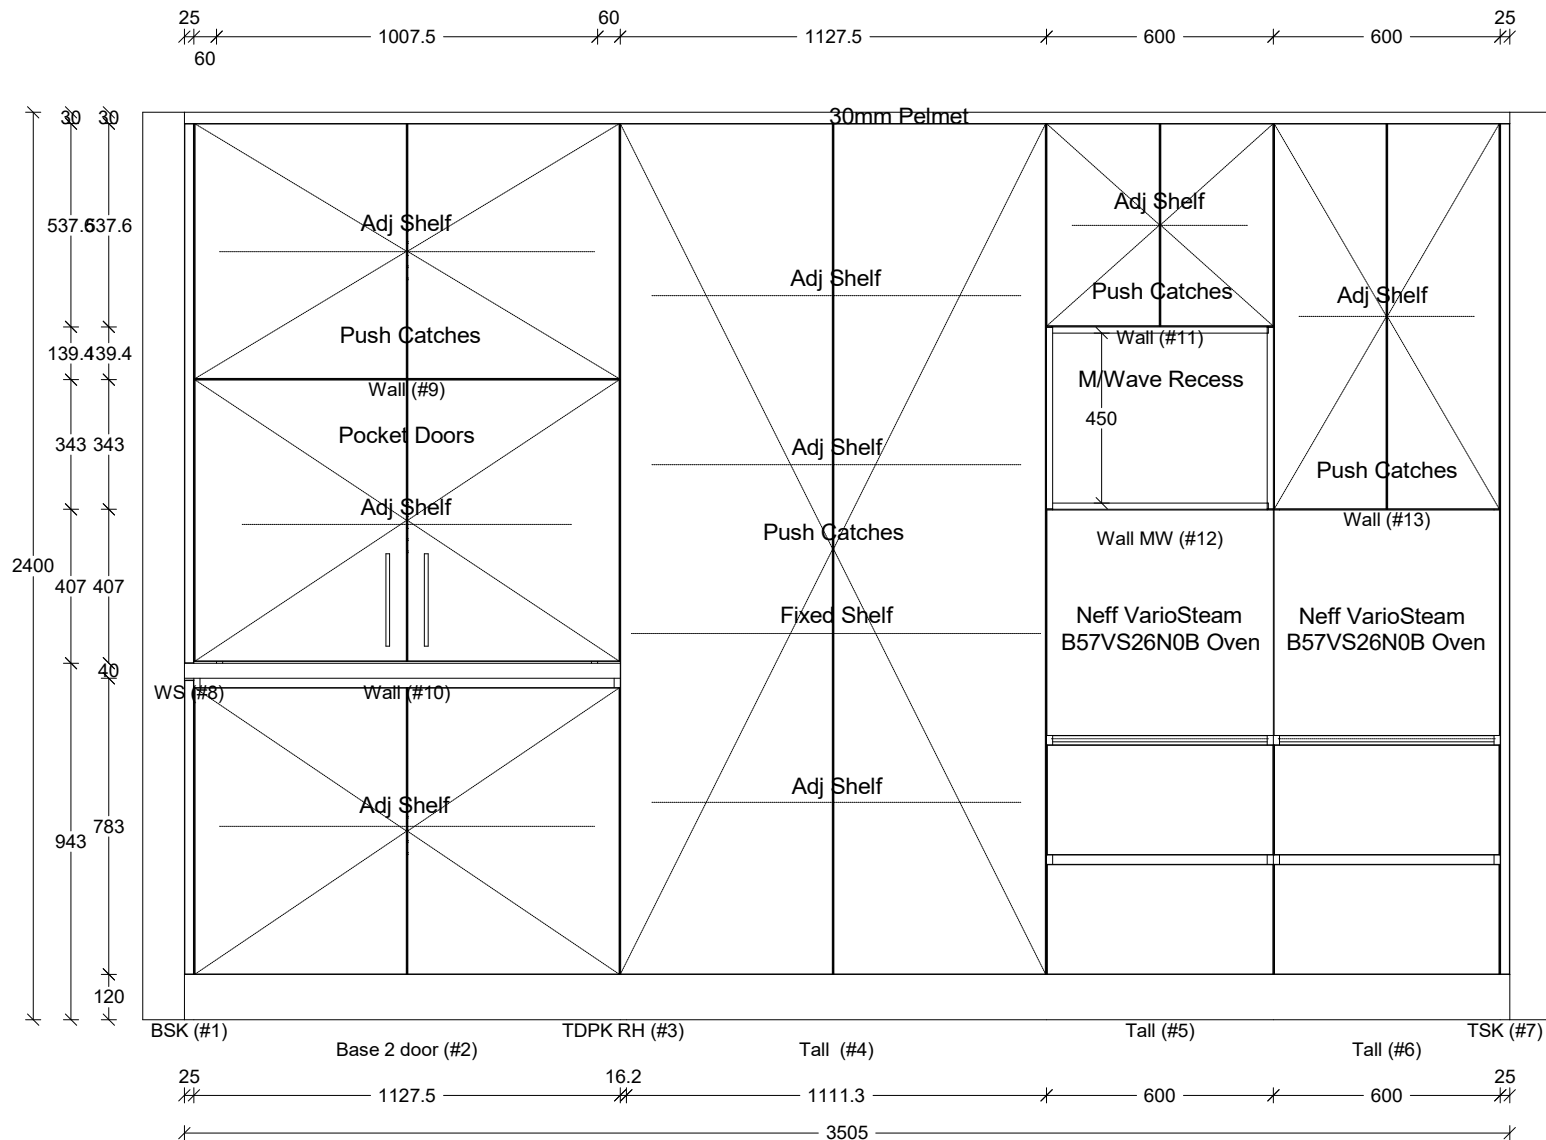 25
60
25
1007.5
1127.5
600
600
60
30
30
30mm Pelmet
537.6
537.6
Adj Shelf
Adj Shelf
Adj Shelf
Adj Shelf
Push Catches
Push Catches
Wall (#11)
139.4
139.4
Wall (#9)
M/Wave Recess
450
343
343
Pocket Doors
Adj Shelf
Push Catches
Adj Shelf
Wall (#13)
Push Catches
Wall MW (#12)
2400
407
407
Fixed Shelf
Neff VarioSteam
B57VS26N0B Oven
Neff VarioSteam
B57VS26N0B Oven
40
WS (#8)
Wall (#10)
Adj Shelf
Adj Shelf
943
783
120
BSK (#1)
TDPK RH (#3)
Tall (#5)
TSK (#7)
Base 2 door (#2)
Tall (#4)
Tall (#6)
25
16.2
25
1127.5
1111.3
600
600
3505